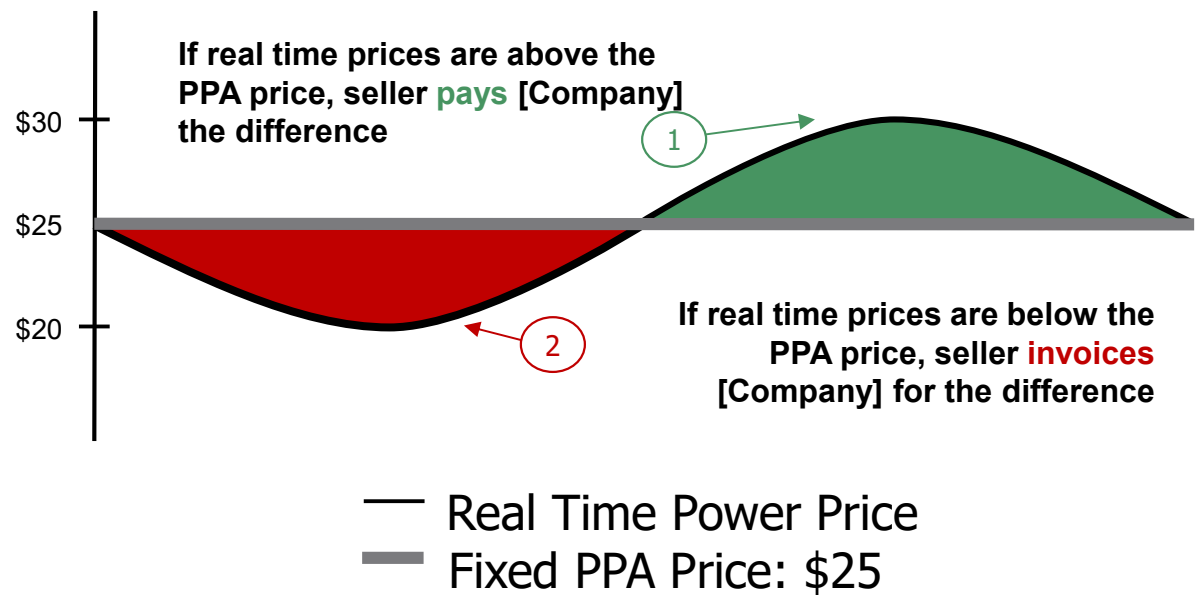 If real time prices are above the
PPA price, seller pays [Company]
the difference
$30
1
$25
$20
2
If real time prices are below the
PPA price, seller invoices
[Company] for the difference
Real Time Power Price
Fixed PPA Price: $25